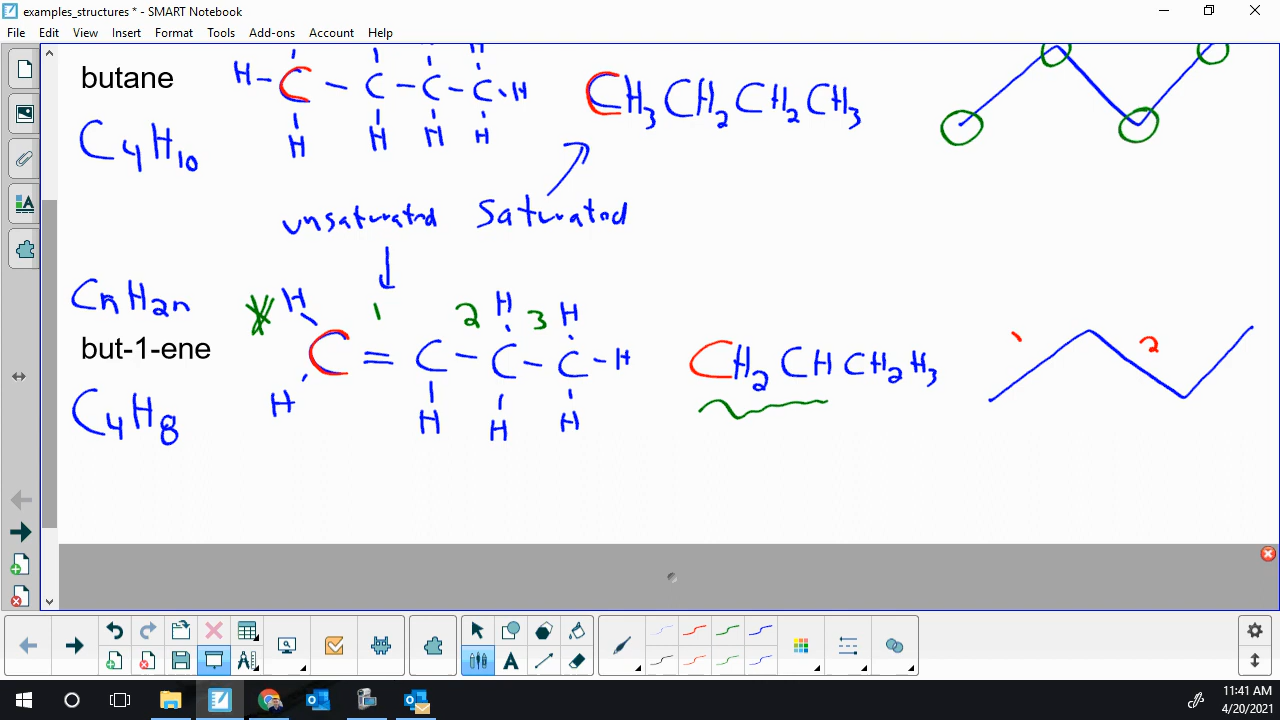 examples_structures * - SMART Notebook
File Edit View Insert Format Tools Add-ons Account Help
H
butane H - C - C - C - C - H CH3CH2CH2CH3
H H H H
C4H10
unsaturated Saturated
CnH2n H 1 2 H 3 H
but-1-ene C = C - C - C - H CH2CHCH2H3 2
H H H H
C4H8
A
11:41 AM
4/20/2021